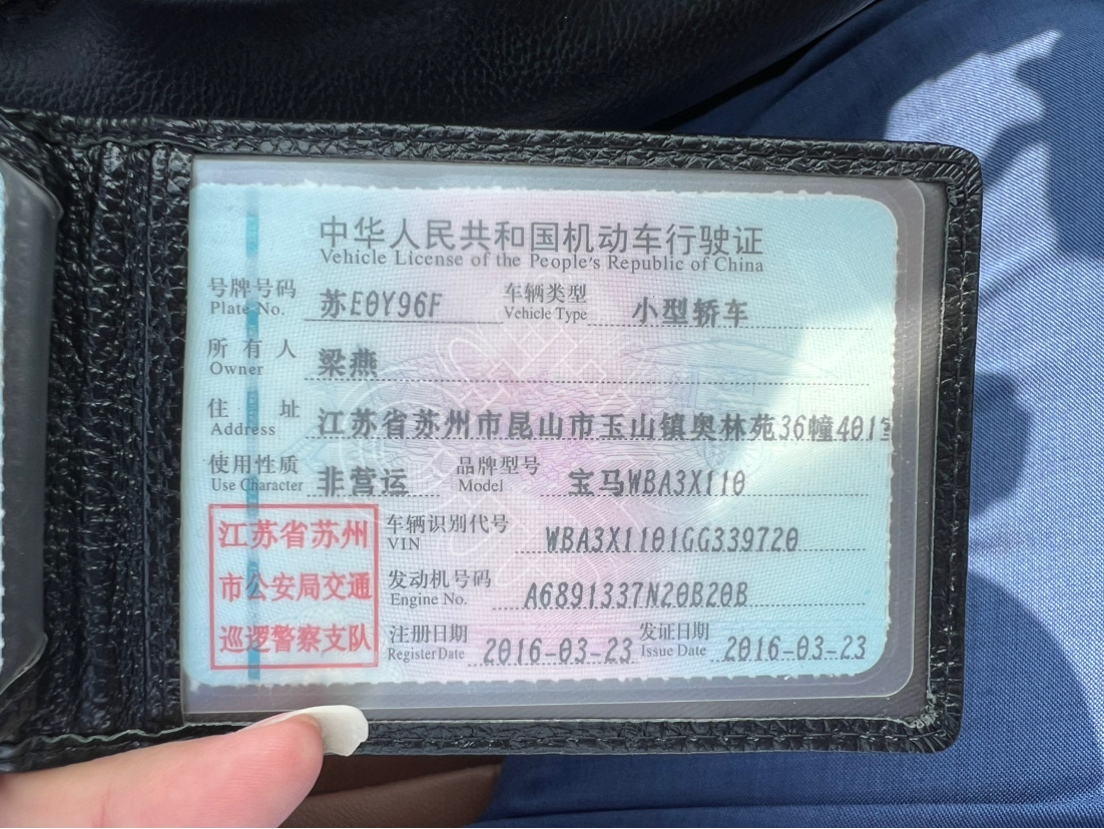 中华人民共和国机动车行驶证
Vehicle License of the People's Republic of China
号牌号码 苏E0Y96F 车辆类型 小型轿车
Plate No. Vehicle Type
所有人 梁燕
Owner
住址 江苏省苏州市昆山市玉山镇奥林苑36幢401室
Address
使用性质 非营运 品牌型号 宝马WBA3X110
Use Character Model
江苏省苏州
市公安局交通
巡逻警察支队
车辆识别代号 WBA3X1101GG339720
VIN
发动机号码 A6891337N20B20B
Engine No.
注册日期 2016-03-23 发证日期 2016-03-23
Register Date Issue Date